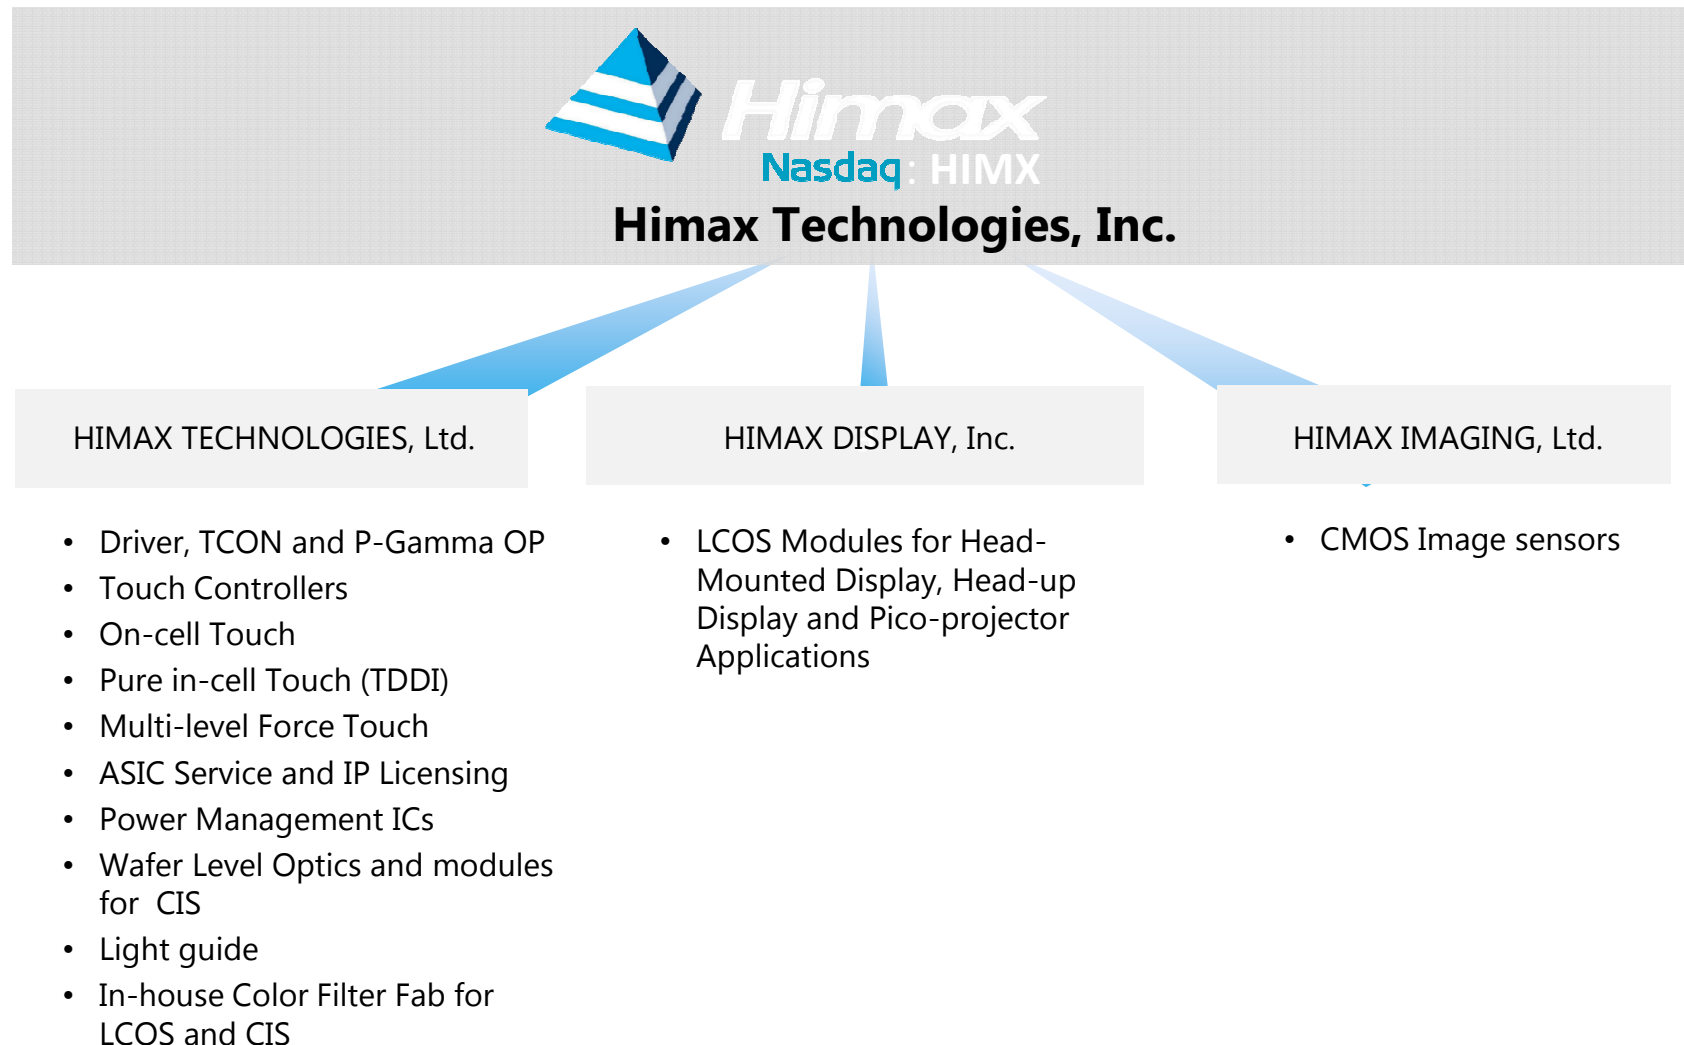 Himax
Nasdaq: HIMX
Himax Technologies, Inc.
HIMAX TECHNOLOGIES, Ltd.
• Driver, TCON and P-Gamma OP
• Touch Controllers
• On-cell Touch
• Pure in-cell Touch (TDDI)
• Multi-level Force Touch
• ASIC Service and IP Licensing
• Power Management ICs
• Wafer Level Optics and modules
for CIS
• Light guide
• In-house Color Filter Fab for
LCOS and CIS
HIMAX DISPLAY, Inc.
• LCOS Modules for Head-
Mounted Display, Head-up
Display and Pico-projector
Applications
HIMAX IMAGING, Ltd.
• CMOS Image sensors